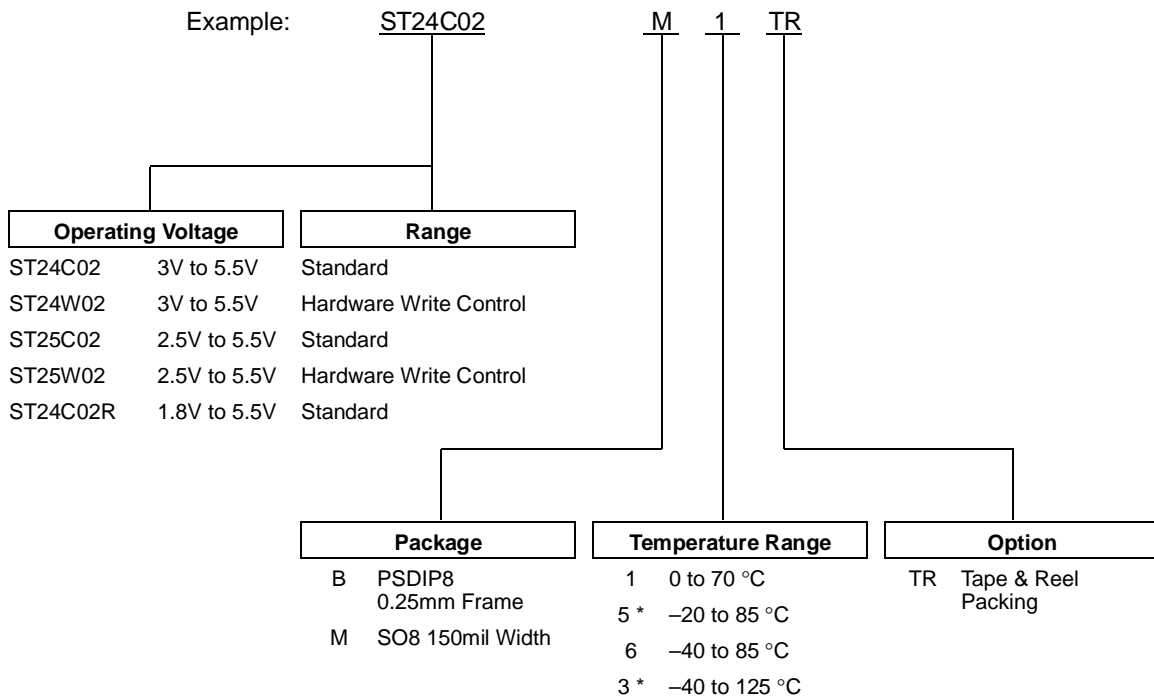 Example: ST24C02 M 1 TR
Operating Voltage Range
ST24C02 3V to 5.5V Standard
ST24W02 3V to 5.5V Hardware Write Control
ST25C02 2.5V to 5.5V Standard
ST25W02 2.5V to 5.5V Hardware Write Control
ST24C02R 1.8V to 5.5V Standard
Package
B PSDIP8
0.25mm Frame
M SO8 150mil Width
Temperature Range
1 0 to 70 °C
5 * –20 to 85 °C
6 –40 to 85 °C
3 * –40 to 125 °C
Option
TR Tape & Reel
Packing